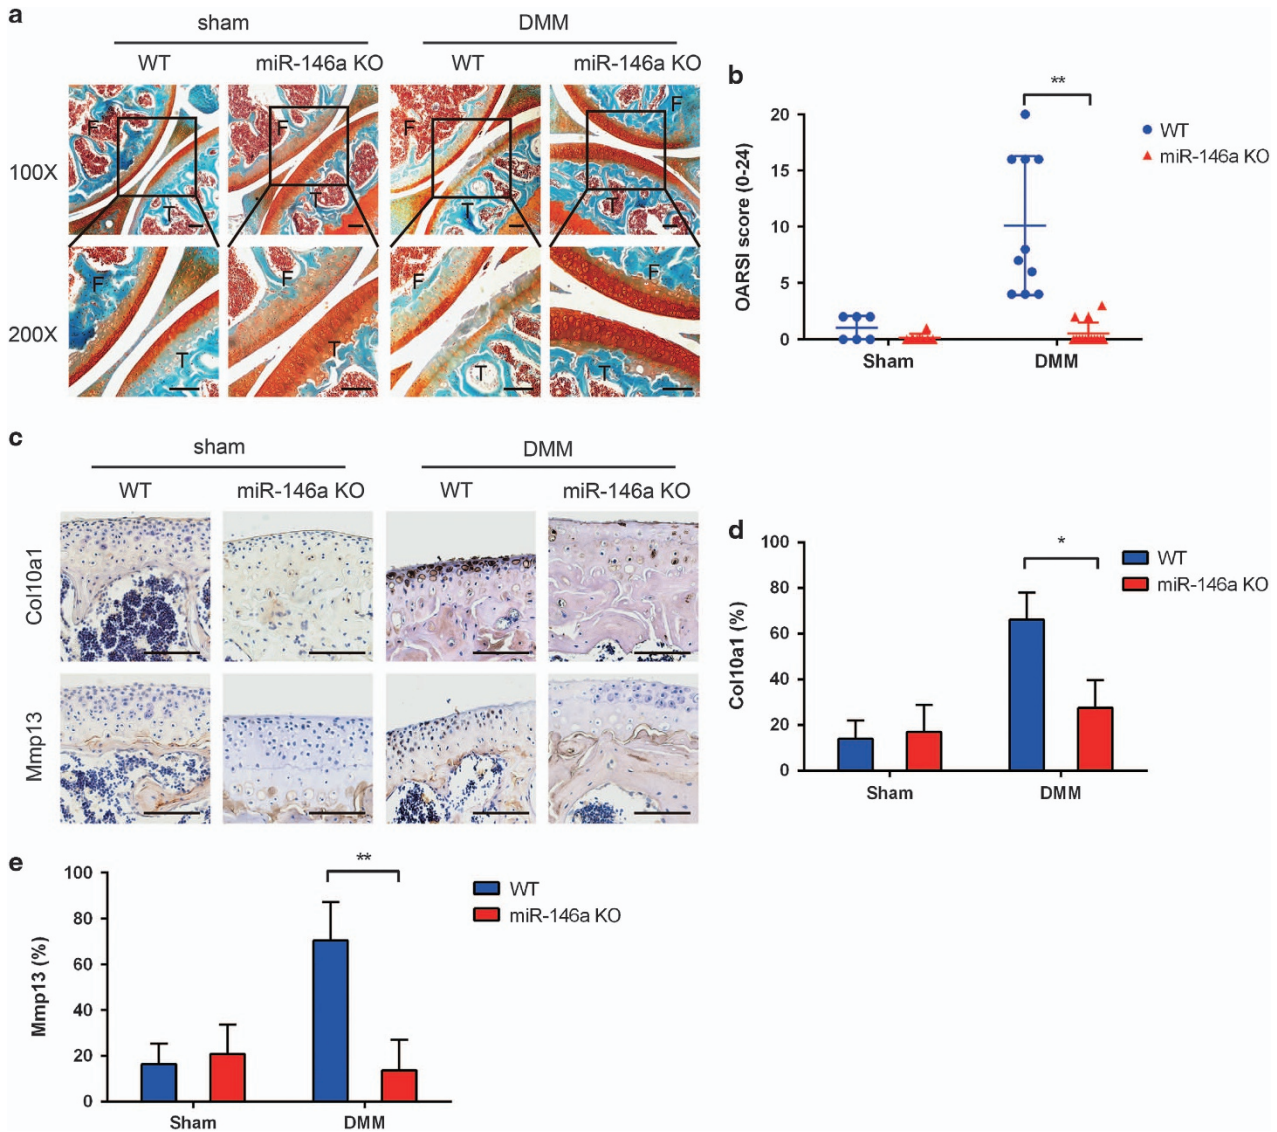 a
sham DMM
WT miR-146a KO WT miR-146a KO
100X
F F F F
T T T T
200X
F F F F
T T T T
b
**
OARSI score (0-24)
20
15
10
5
0
Sham DMM
WT
miR-146a KO
c
sham DMM
WT miR-146a KO WT miR-146a KO
Col10a1
Mmp13
d
*
Col10a1 (%)
100
80
60
40
20
0
Sham DMM
WT
miR-146a KO
e
**
Mmp13 (%)
100
80
60
40
20
0
Sham DMM
WT
miR-146a KO